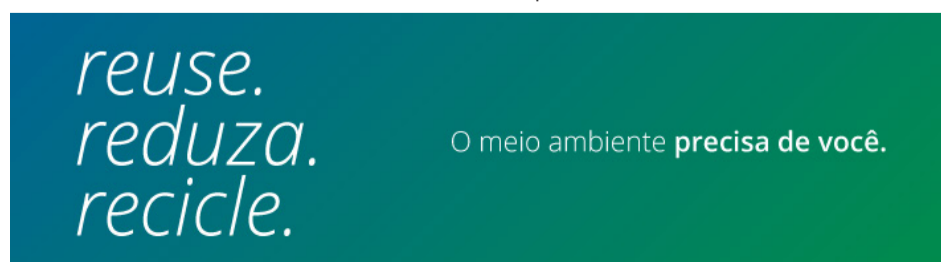 reuse.
reduza.
recicle.
O meio ambiente precisa de você.